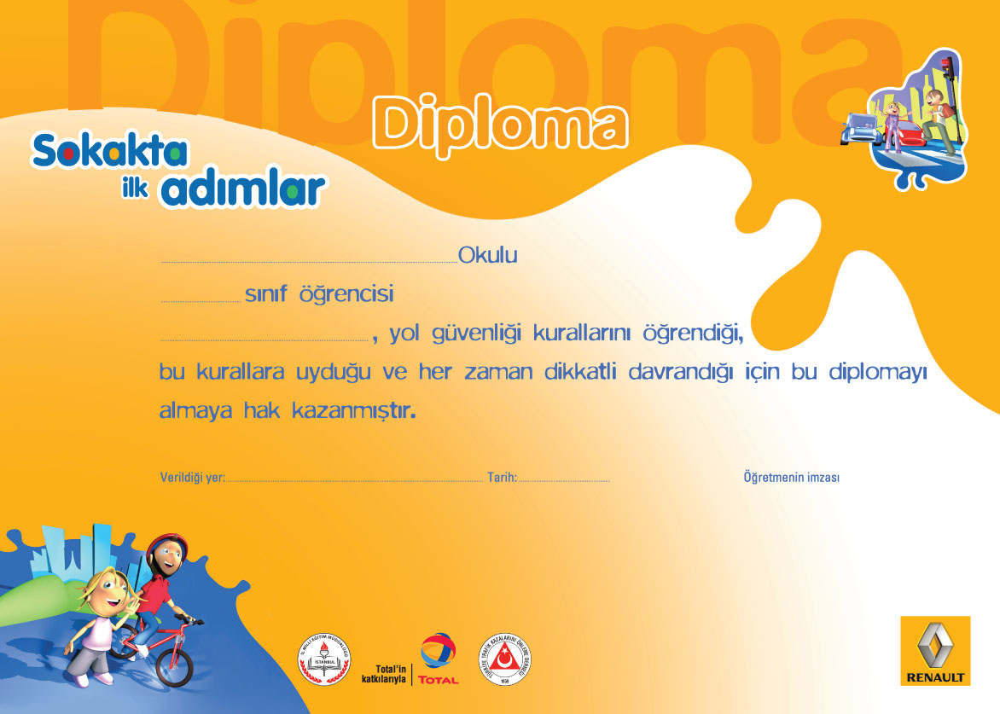 Diploma
Diploma
Sokakta
ilk adımlar
Okulu
sınıf öğrencisi
, yol güvenliği kurallarını öğrendiği,
bu kurallara uyduğu ve her zaman dikkatli davrandığı için bu diplomayı
almaya hak kazanmıştır.
Verildiği yer: Tarih: Öğretmenin imzası
İL MİLLİ EĞİTİM MÜDÜRLÜĞÜ
İSTANBUL
Total'in
katkılarıyla
TOTAL
TÜRKİYE TRAFİK KAZALARINI ÖNLEME DERNEĞİ
1959
RENAULT